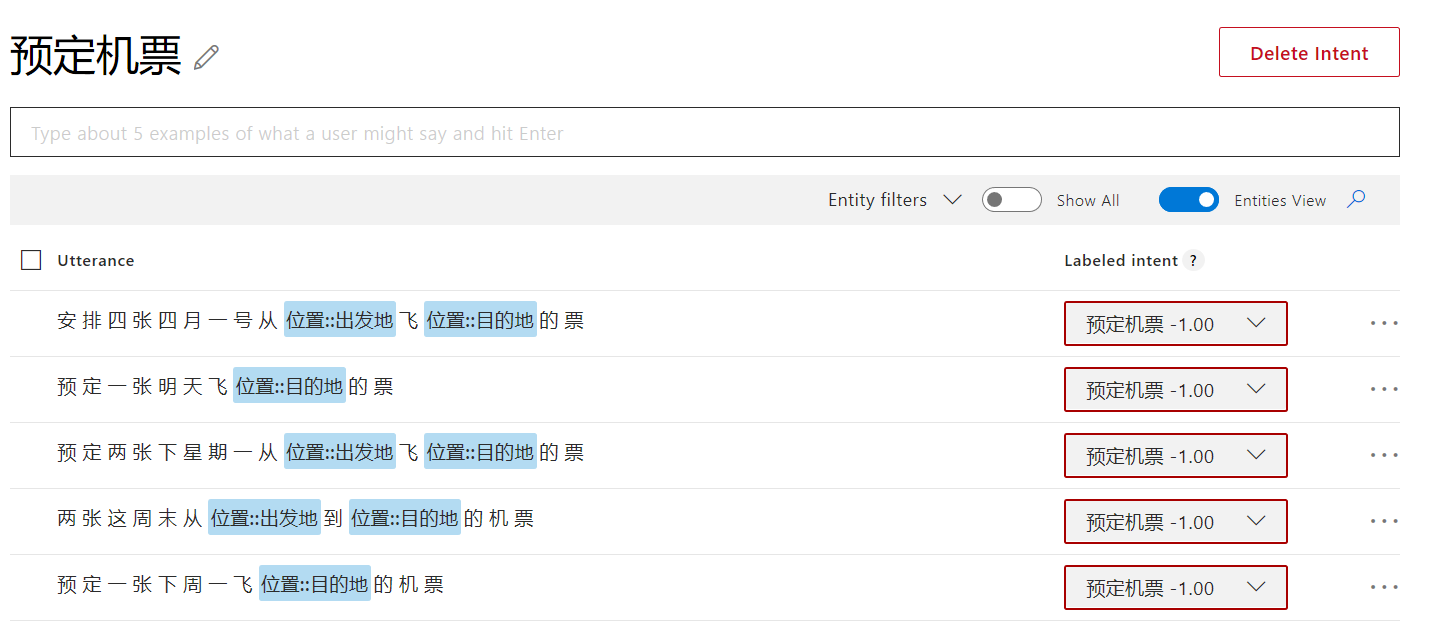 预定机票
Delete Intent
Type about 5 examples of what a user might say and hit Enter
Entity filters Show All Entities View
Utterance Labeled intent ?
安排四张四月一号从 位置::出发地 飞 位置::目的地 的票 预定机票 -1.00
预定一张明天飞 位置::目的地 的票 预定机票 -1.00
预定两张下星期一从 位置::出发地 飞 位置::目的地 的票 预定机票 -1.00
两张这周末从 位置::出发地 到 位置::目的地 的机票 预定机票 -1.00
预定一张下周一飞 位置::目的地 的机票 预定机票 -1.00